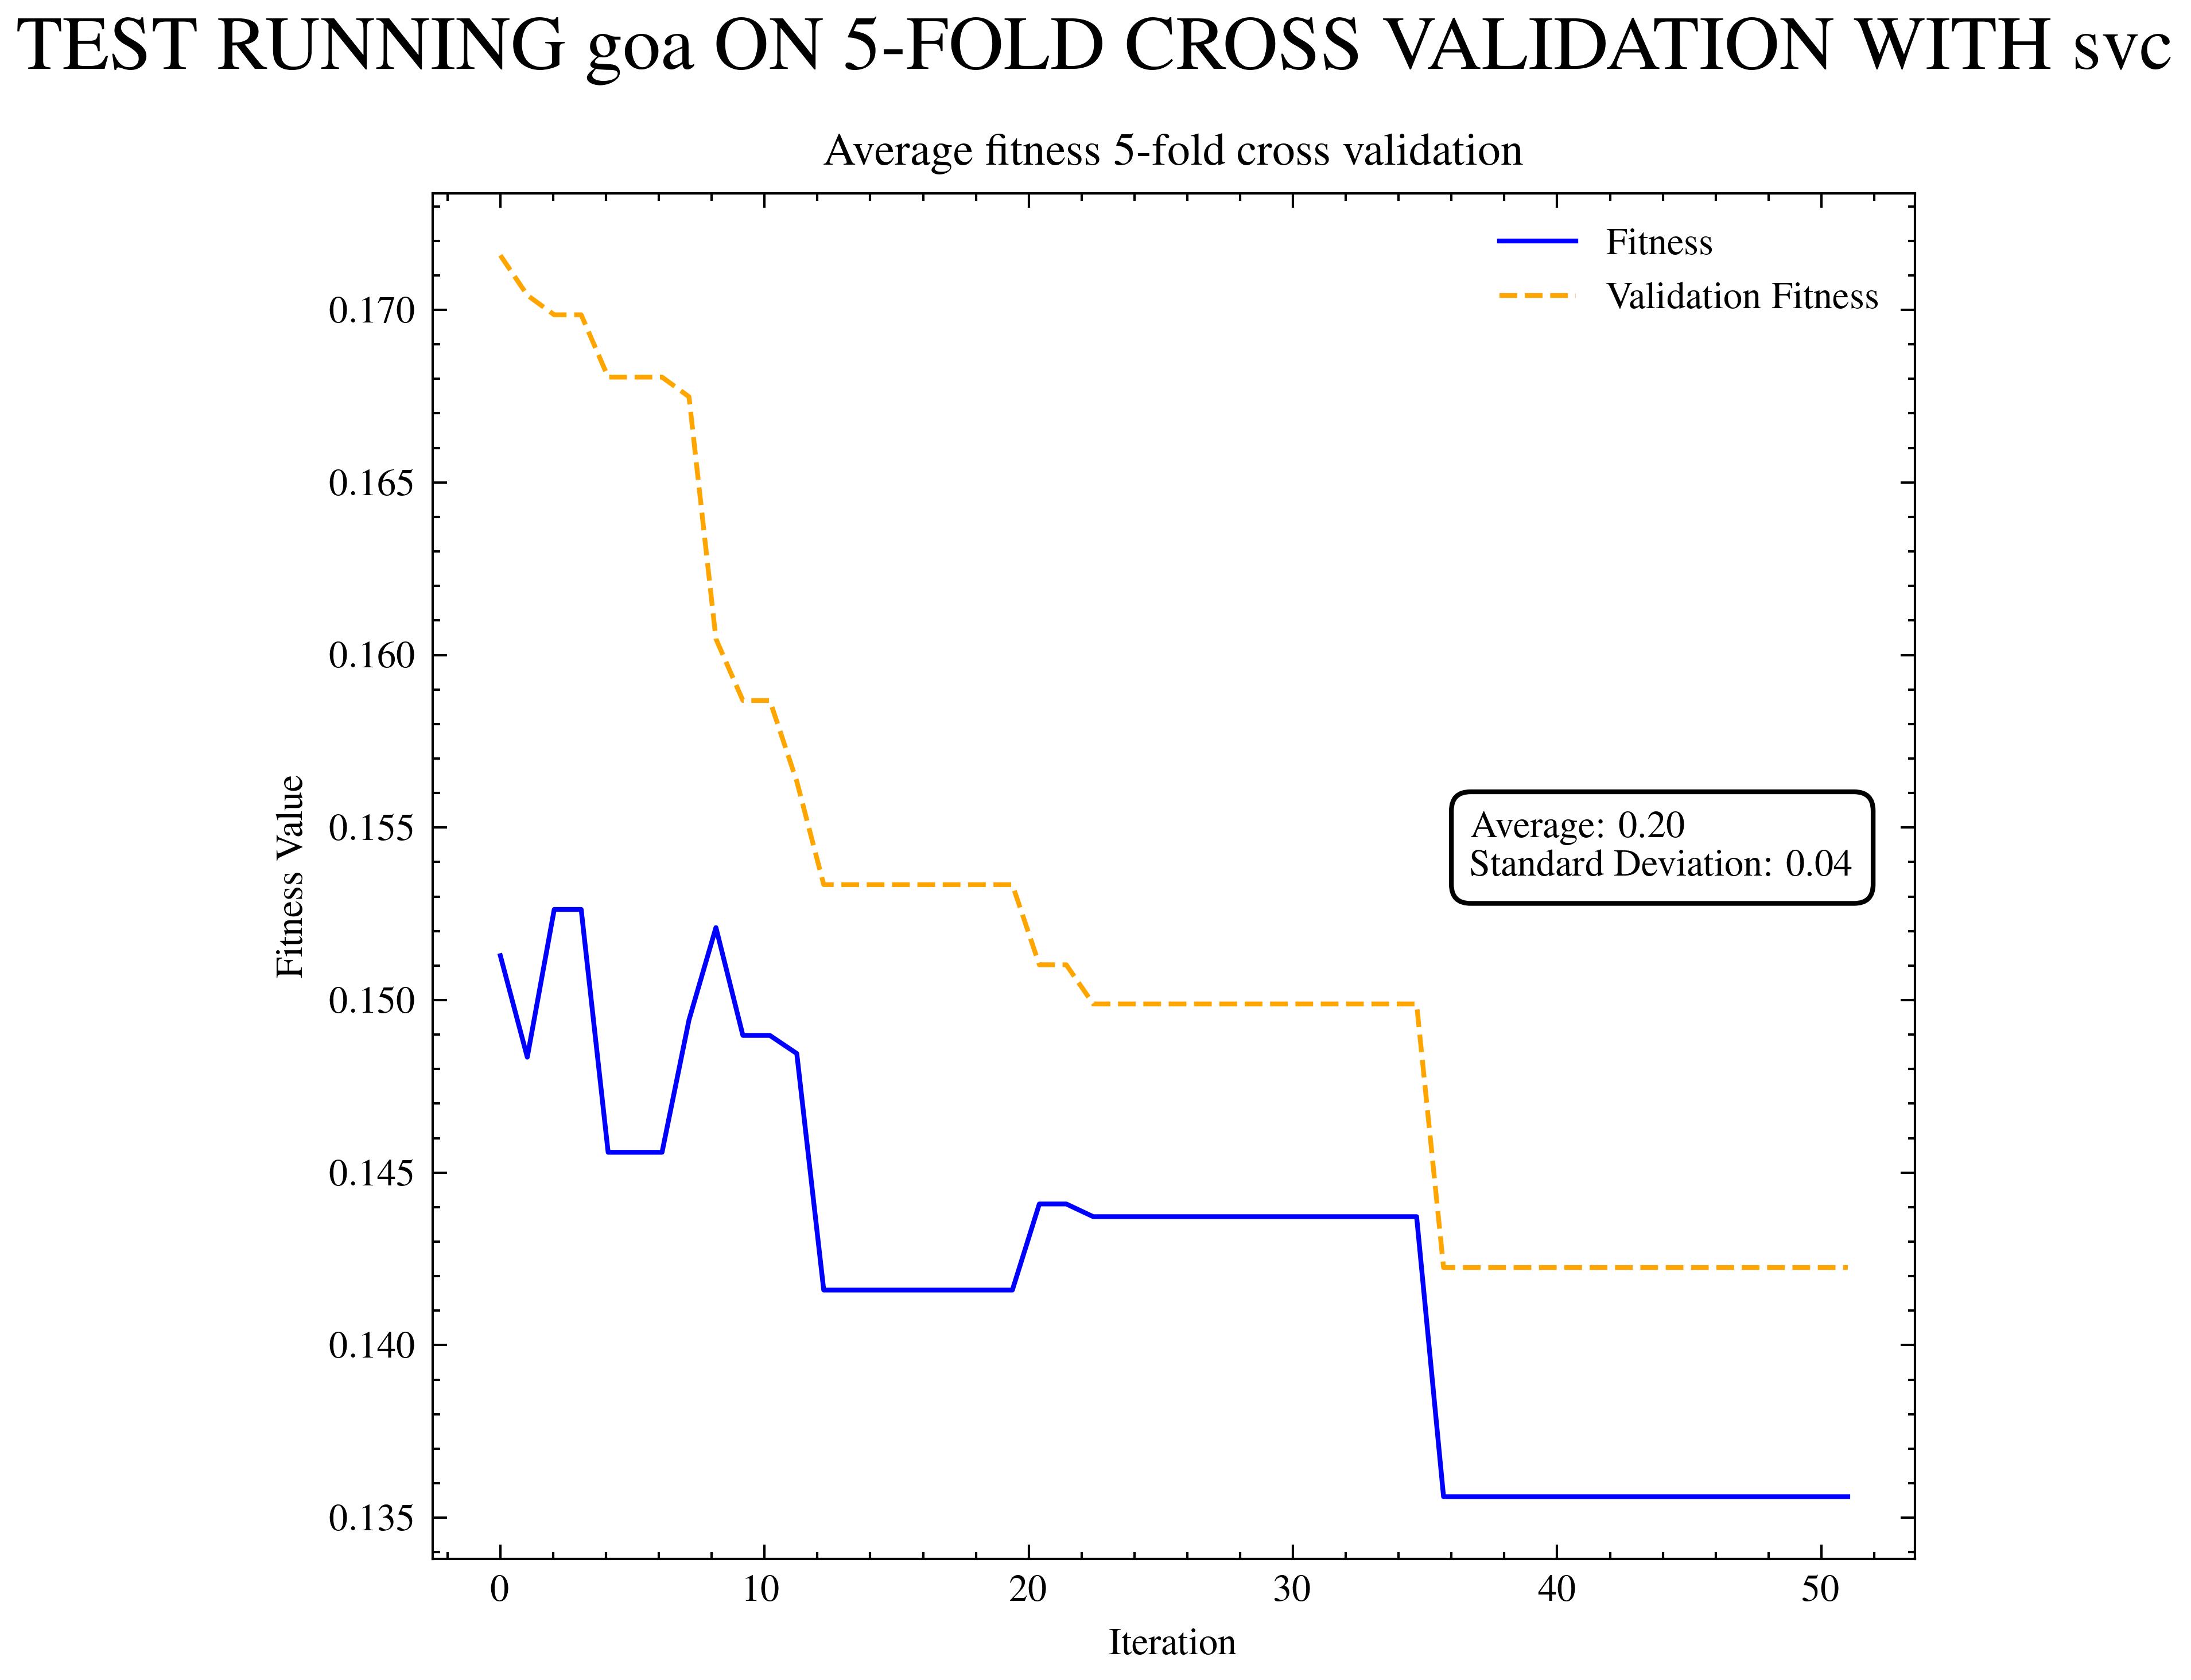 TEST RUNNING goa ON 5-FOLD CROSS VALIDATION WITH svc
Average fitness 5-fold cross validation
Fitness
Validation Fitness
0.170
0.165
0.160
0.155
0.150
0.145
0.140
0.135
Fitness Value
Average: 0.20
Standard Deviation: 0.04
0
10
20
30
40
50
Iteration